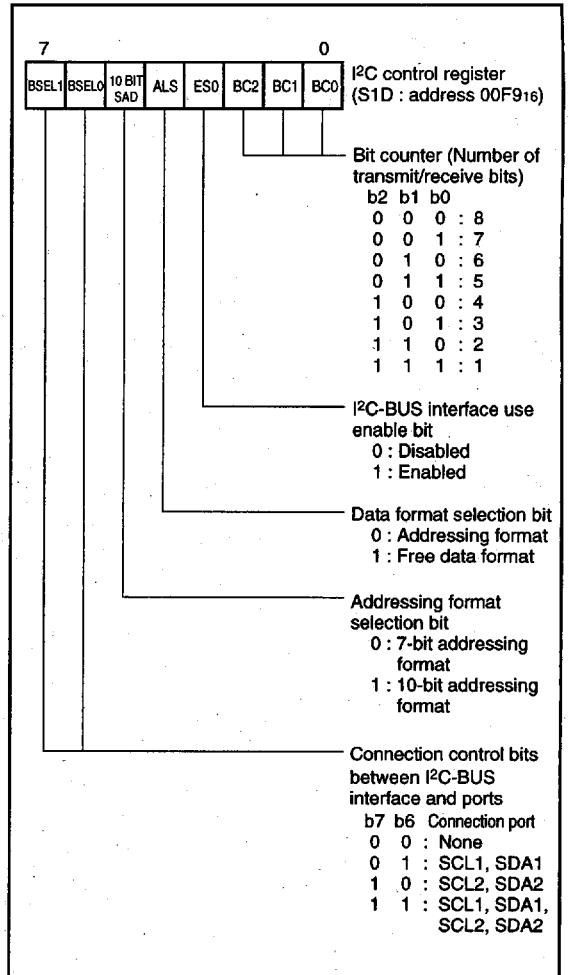 7 0
BSEL1 BSEL0 10 BIT SAD ALS ES0 BC2 BC1 BC0
I²C control register
(S1D : address 00F9₁₆)
Bit counter (Number of
transmit/receive bits)
b2 b1 b0
0 0 0 : 8
0 0 1 : 7
0 1 0 : 6
0 1 1 : 5
1 0 0 : 4
1 0 1 : 3
1 1 0 : 2
1 1 1 : 1
I²C-BUS interface use
enable bit
0 : Disabled
1 : Enabled
Data format selection bit
0 : Addressing format
1 : Free data format
Addressing format
selection bit
0 : 7-bit addressing
format
1 : 10-bit addressing
format
Connection control bits
between I²C-BUS
interface and ports
b7 b6 Connection port
0 0 : None
0 1 : SCL1, SDA1
1 0 : SCL2, SDA2
1 1 : SCL1, SDA1,
SCL2, SDA2